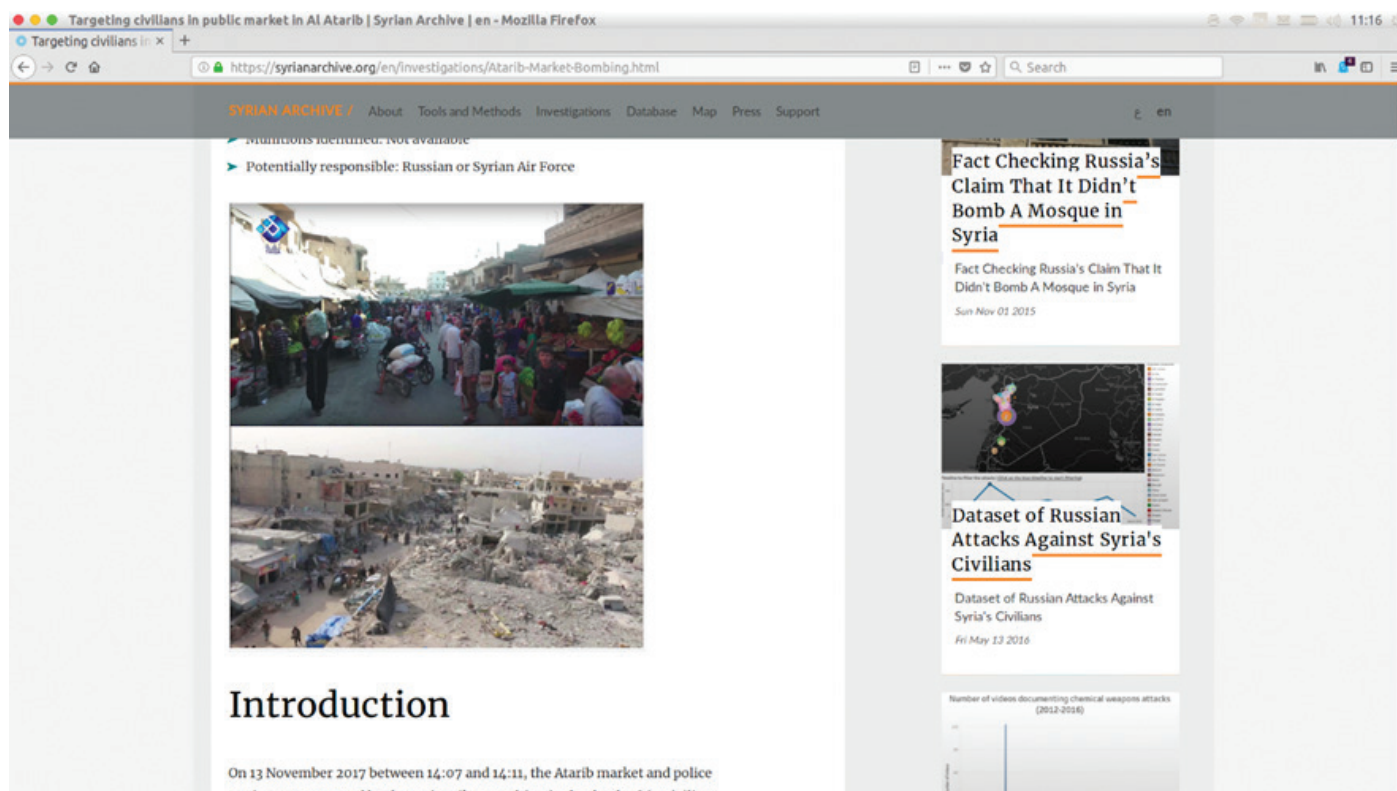 Targeting civilians in public market in Al Atarib | Syrian Archive | en - Mozilla Firefox
11:16
Targeting civilians in
https://syrianarchive.org/en/investigations/Atarib-Market-Bombing.html
Search
SYRIAN ARCHIVE / About Tools and Methods Investigations Database Map Press Support ع en
Munitions identified: Not available
Potentially responsible: Russian or Syrian Air Force
Introduction
On 13 November 2017 between 14:07 and 14:11, the Atarib market and police
Fact Checking Russia's
Claim That It Didn't
Bomb A Mosque in
Syria
Fact Checking Russia's Claim That It
Didn't Bomb A Mosque in Syria
Sun Nov 01 2015
Dataset of Russian
Attacks Against Syria's
Civilians
Dataset of Russian Attacks Against
Syria's Civilians
Fri May 13 2016
Number of videos documenting chemical weapons attacks
(2012-2016)